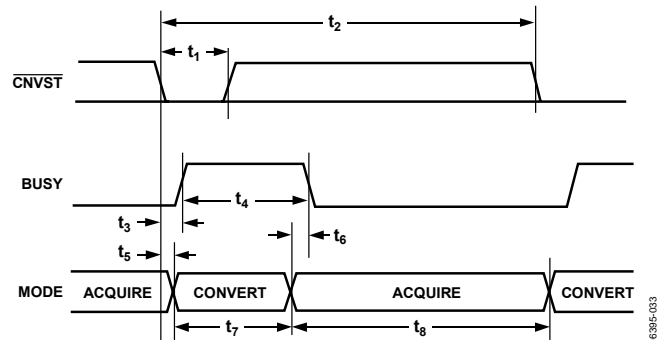 t2
t1
CNVST
BUSY
t4
t3
t6
t5
MODE ACQUIRE CONVERT ACQUIRE CONVERT
t7
t8
6395-033